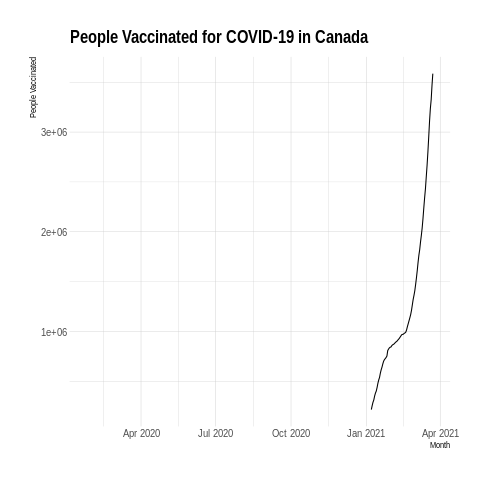 People Vaccinated for COVID-19 in Canada
People Vaccinated
3e+06
2e+06
1e+06
Apr 2020 Jul 2020 Oct 2020 Jan 2021 Apr 2021
Month